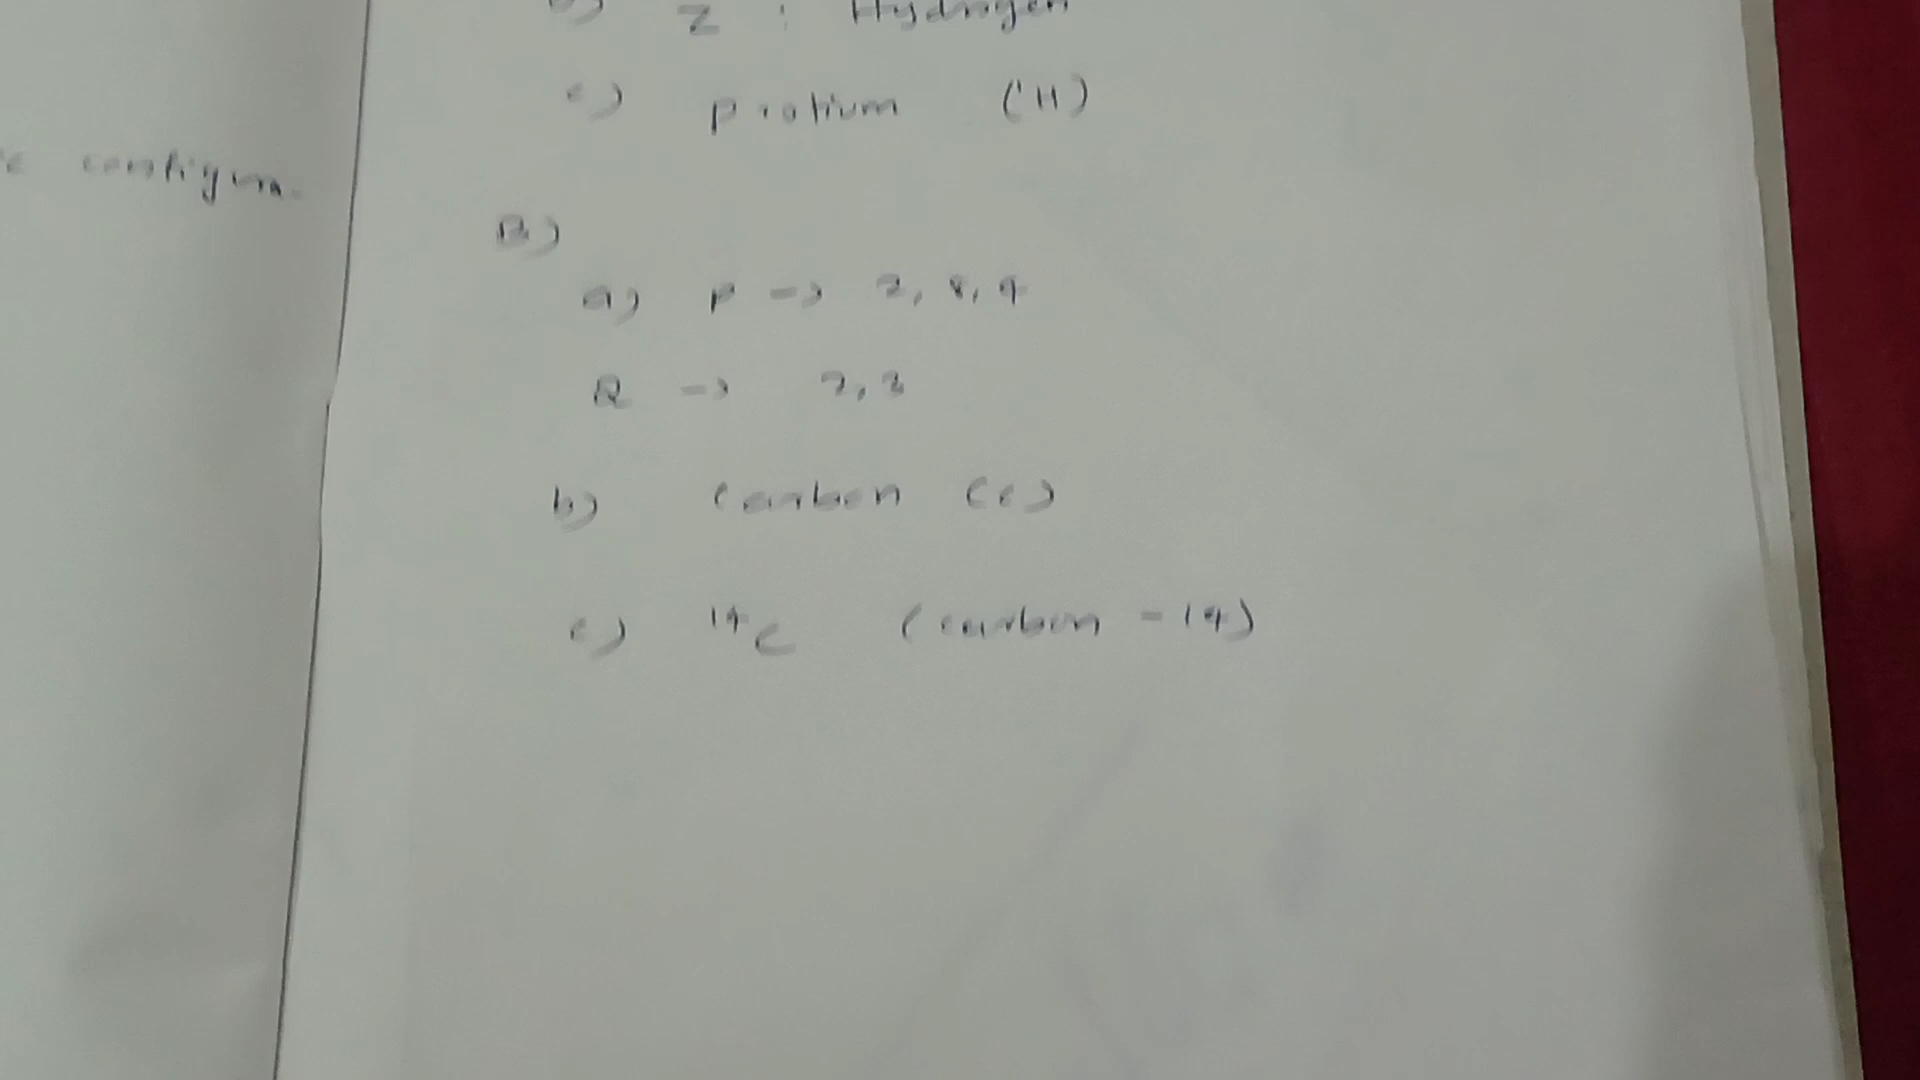 b) Z : Hydrogen
c) protium (¹H)
configura-
B)
a) P -> 2, 8, 4
R -> 2, 3
b) Carbon (c)
c) ¹⁴C (carbon - 14)